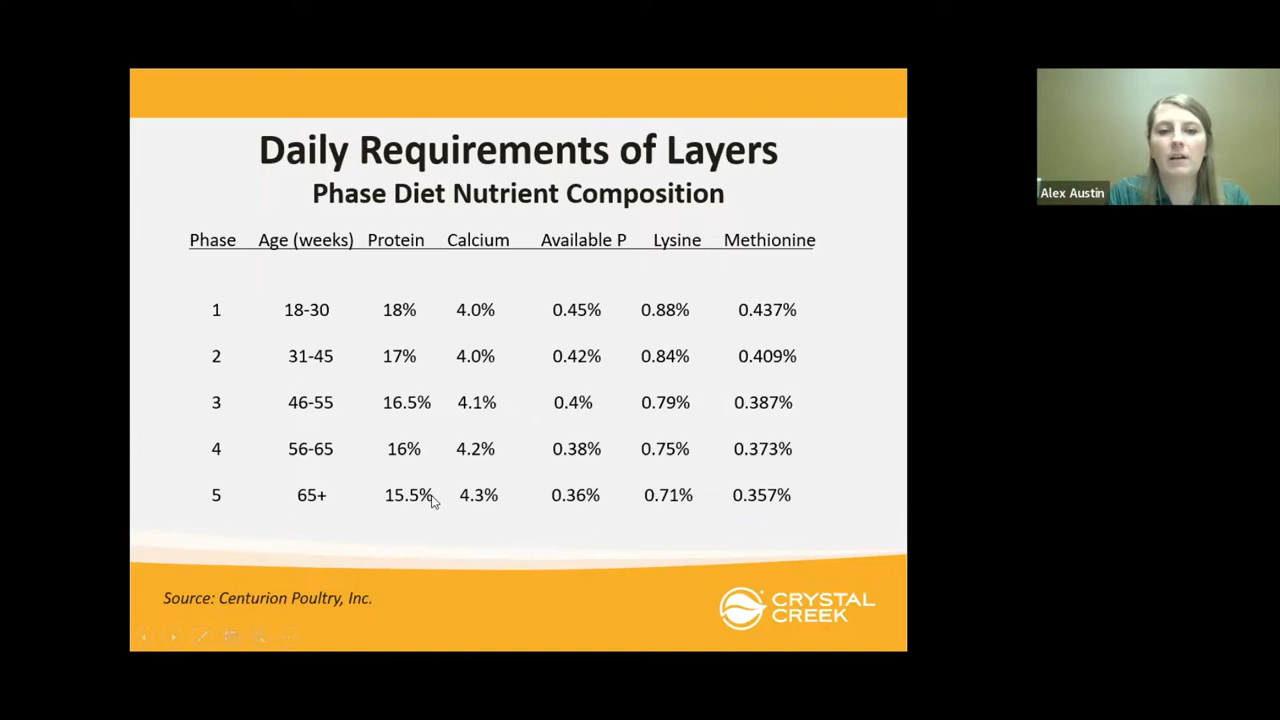 Daily Requirements of Layers
Phase Diet Nutrient Composition
Phase Age (weeks) Protein Calcium Available P Lysine Methionine
1 18-30 18% 4.0% 0.45% 0.88% 0.437%
2 31-45 17% 4.0% 0.42% 0.84% 0.409%
3 46-55 16.5% 4.1% 0.4% 0.79% 0.387%
4 56-65 16% 4.2% 0.38% 0.75% 0.373%
5 65+ 15.5% 4.3% 0.36% 0.71% 0.357%
Source: Centurion Poultry, Inc.
CRYSTAL
CREEK
Alex Austin